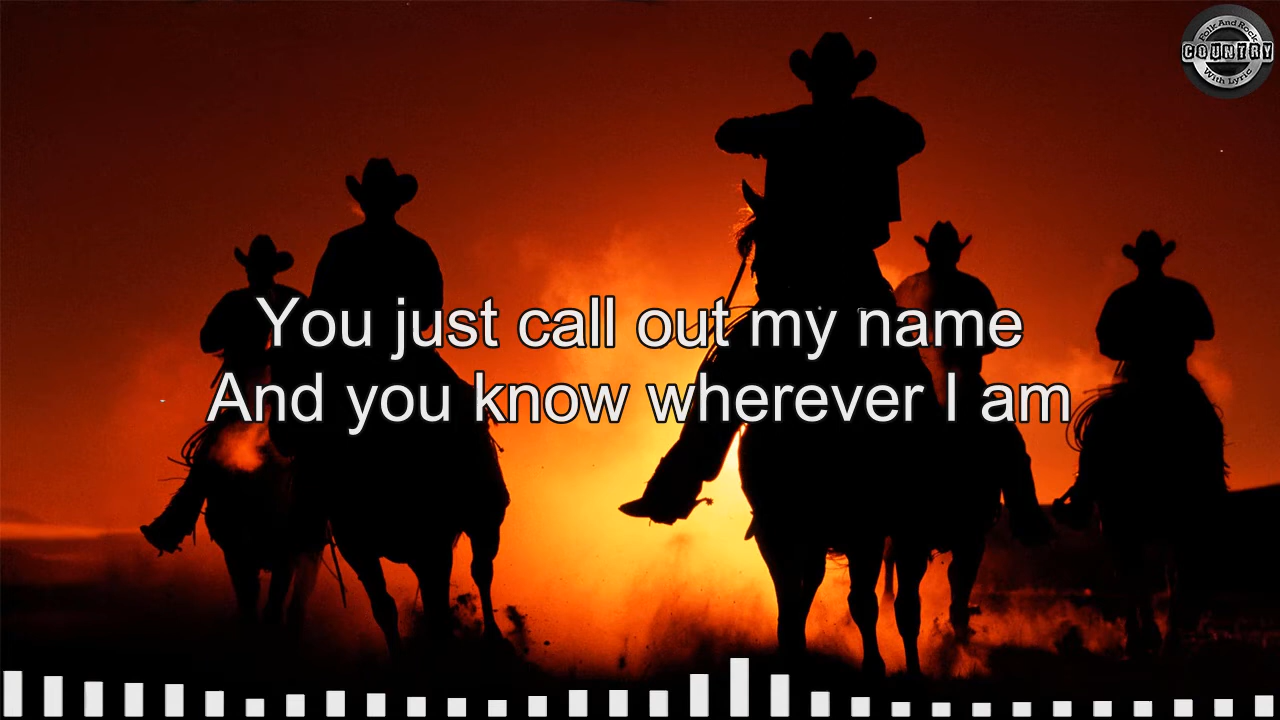 Folk And Rock
COUNTRY
With Lyric
You just call out my name
And you know wherever I am